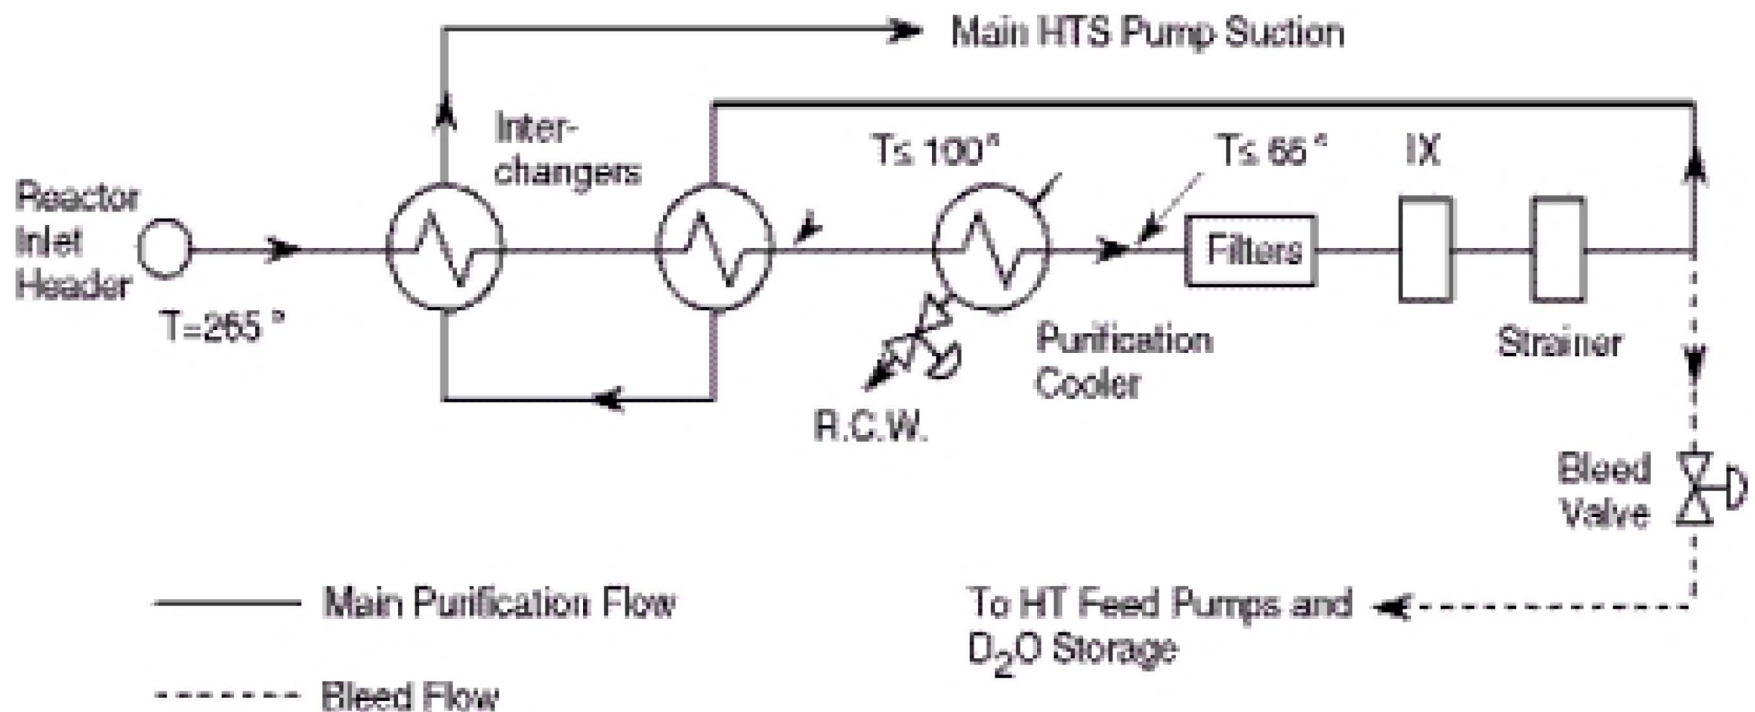 Main HTS Pump Suction
Inter-
changers
T≤ 100°
T≤ 65°
IX
Reactor
Inlet
Header
Filters
T=265°
Purification
Cooler
Strainer
R.C.W.
Bleed
Valve
Main Purification Flow
To HT Feed Pumps and
D₂O Storage
Bleed Flow